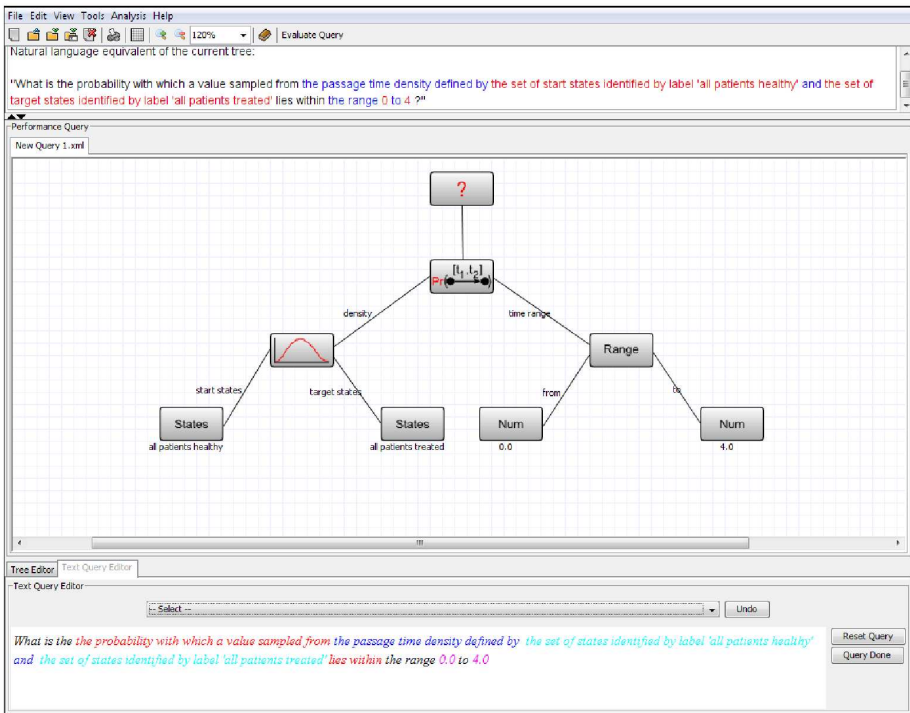 File Edit View Tools Analysis Help
120% Evaluate Query
Natural language equivalent of the current tree:
"What is the probability with which a value sampled from the passage time density defined by the set of start states identified by label 'all patients healthy' and the set of
target states identified by label 'all patients treated' lies within the range 0 to 4 ?"
Performance Query
New Query 1.xml
?
[t1,t2]
Pr( )
density time range
Range
start states target states from to
States States Num Num
all patients healthy all patients treated 0.0 4.0
Tree Editor Text Query Editor
Text Query Editor
-- Select -- Undo
What is the the probability with which a value sampled from the passage time density defined by the set of states identified by label 'all patients healthy' Reset Query
and the set of states identified by label 'all patients treated' lies within the range 0.0 to 4.0 Query Done